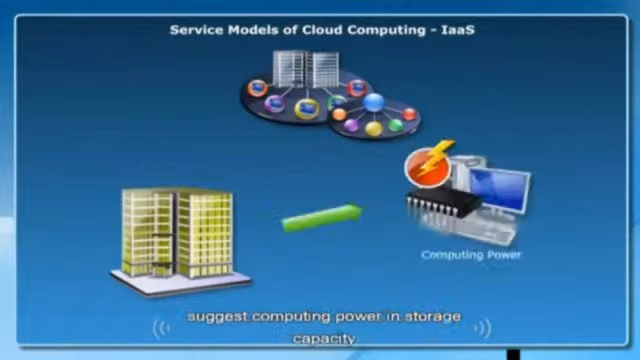 Service Models of Cloud Computing - IaaS
Computing Power
suggest computing power in storage
capacity